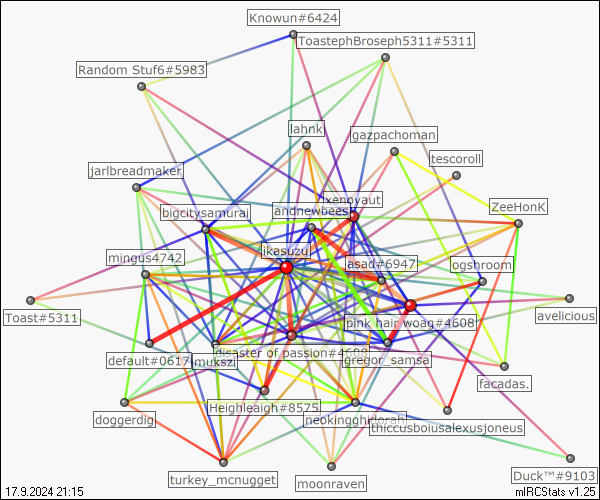 Knowun#6424
ToastephBroseph5311#5311
Random Stuf6#5983
lahnk
gazpachoman
tescoroll
jarlbreadmaker
xenoyaut
ZeeHonK
bigcitysamurai
andnewbees
ikasuzu
mingus4742
asad#6947
ogshroom
Toast#5311
avelicious
pink hair woag#4608
default#0617
mukszi
disaster of passion#4608
gregor_samsa
facadas.
Heighleaigh#8575
doggerdig
neokingghidorah
thiccusboiusalexusjoneus
turkey_mcnugget
moonraven
Duck™#9103
17.9.2024 21:15
mIRCStats v1.25